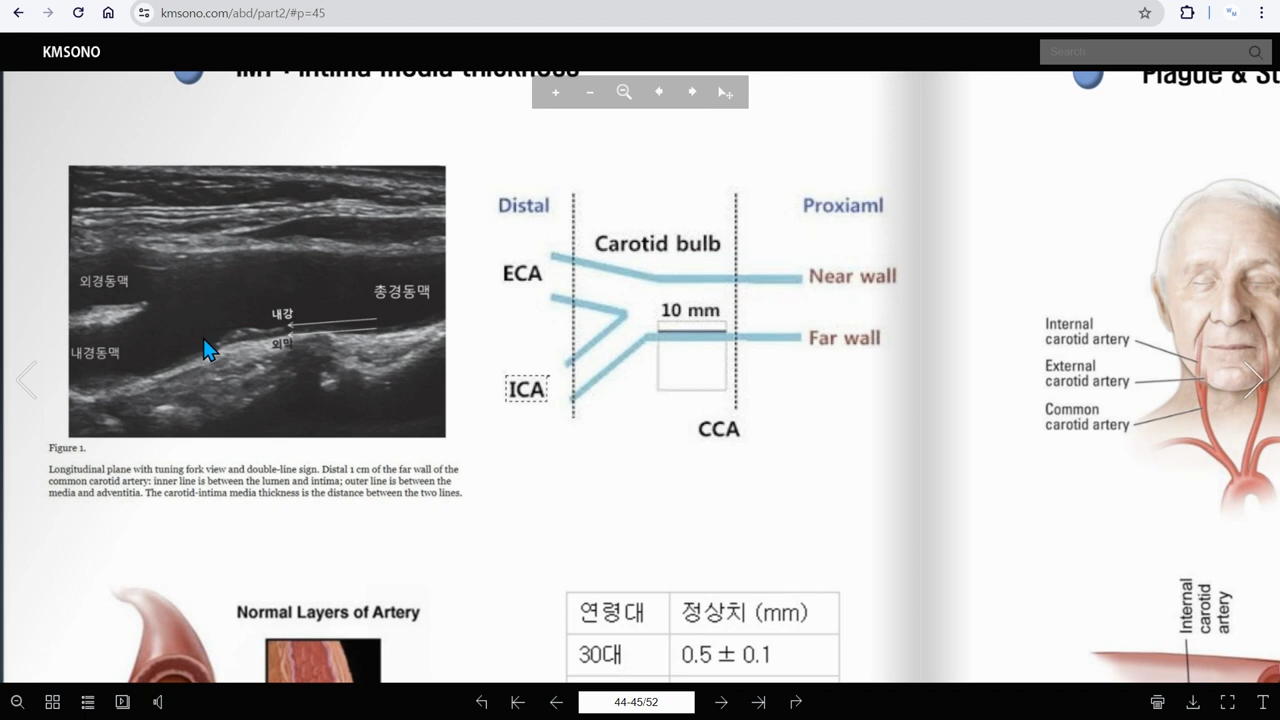 kmsono.com/abd/part2/#p=45
KMSONO
Search
IMT : Intima media thickness
Plague & St
외경동맥
총경동맥
내강
외막
내경동맥
Figure 1.
Longitudinal plane with tuning fork view and double-line sign. Distal 1 cm of the far wall of the
common carotid artery: inner line is between the lumen and intima; outer line is between the
media and adventitia. The carotid-intima media thickness is the distance between the two lines.
Distal
Proxiaml
Carotid bulb
ECA
Near wall
10 mm
Far wall
ICA
CCA
Internal
carotid artery
External
carotid artery
Common
carotid artery
Normal Layers of Artery
연령대 정상치 (mm)
30대 0.5 ± 0.1
Internal
carotid
artery
44-45/52